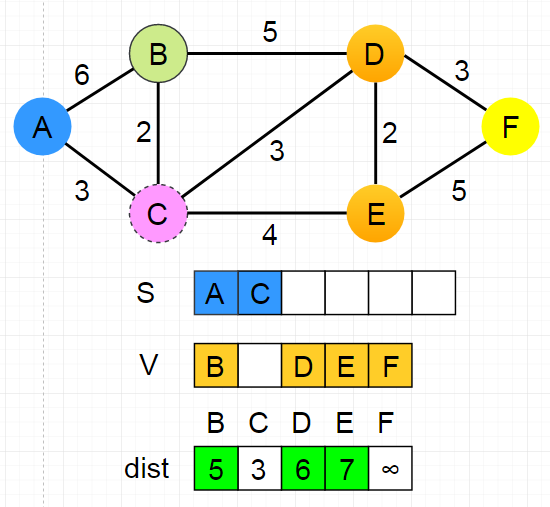 B 5 D
6 3
A 2 3 2 F
3 5
C 4 E
S A C
V B D E F
B C D E F
dist 5 3 6 7 ∞